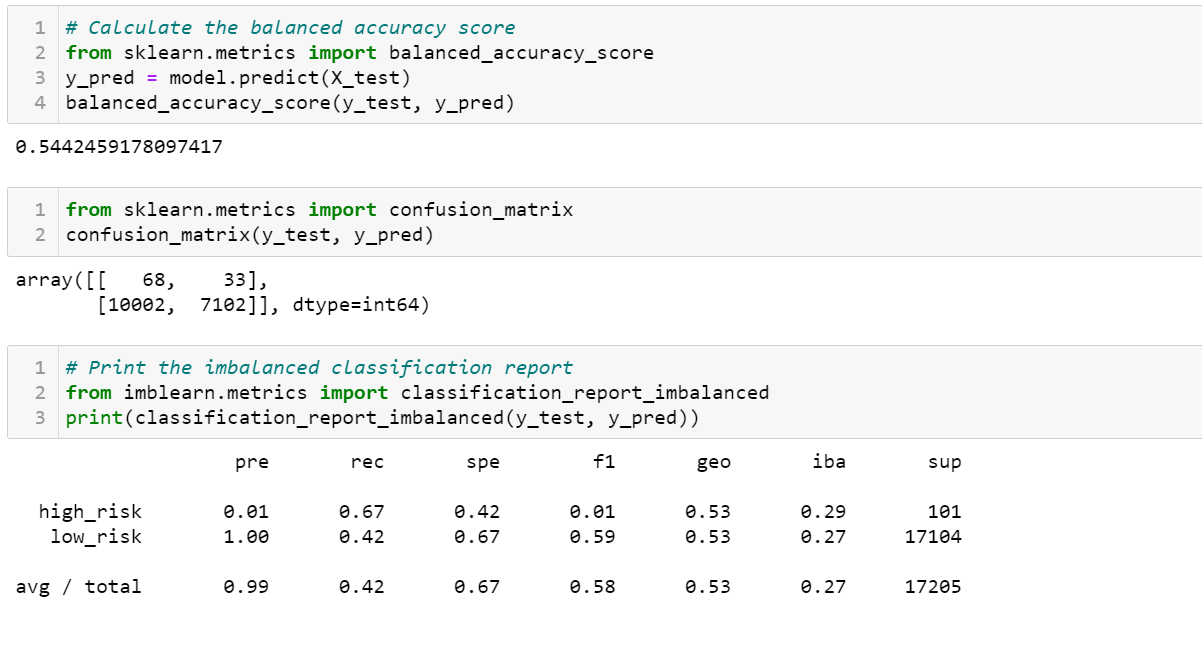 1 # Calculate the balanced accuracy score
2 from sklearn.metrics import balanced_accuracy_score
3 y_pred = model.predict(X_test)
4 balanced_accuracy_score(y_test, y_pred)
0.5442459178097417
1 from sklearn.metrics import confusion_matrix
2 confusion_matrix(y_test, y_pred)
array([[   68,    33],
       [10002,  7102]], dtype=int64)
1 # Print the imbalanced classification report
2 from imblearn.metrics import classification_report_imbalanced
3 print(classification_report_imbalanced(y_test, y_pred))
pre rec spe f1 geo iba sup
high_risk 0.01 0.67 0.42 0.01 0.53 0.29 101
low_risk 1.00 0.42 0.67 0.59 0.53 0.27 17104
avg / total 0.99 0.42 0.67 0.58 0.53 0.27 17205